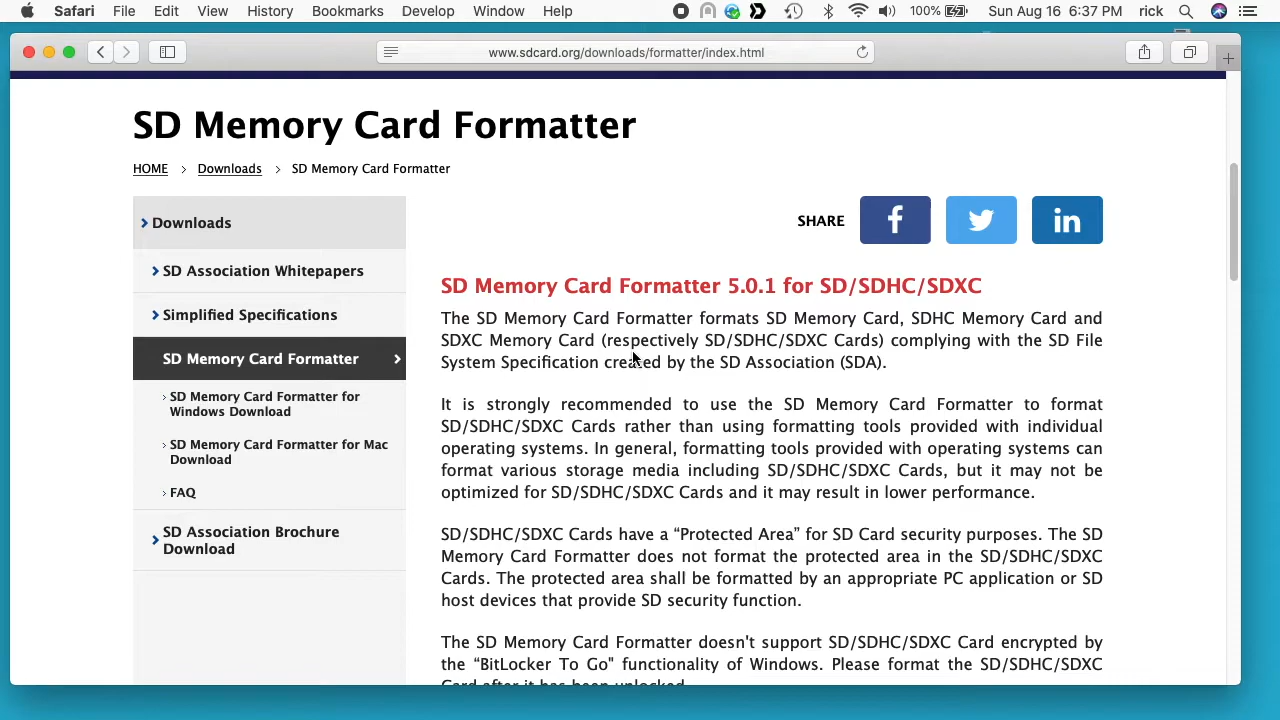 Safari File Edit View History Bookmarks Develop Window Help 100% Sun Aug 16 6:37 PM rick
www.sdcard.org/downloads/formatter/index.html
SD Memory Card Formatter
HOME > Downloads > SD Memory Card Formatter
Downloads
SD Association Whitepapers
Simplified Specifications
SD Memory Card Formatter
SD Memory Card Formatter for
Windows Download
SD Memory Card Formatter for Mac
Download
FAQ
SD Association Brochure
Download
SHARE
SD Memory Card Formatter 5.0.1 for SD/SDHC/SDXC
The SD Memory Card Formatter formats SD Memory Card, SDHC Memory Card and
SDXC Memory Card (respectively SD/SDHC/SDXC Cards) complying with the SD File
System Specification created by the SD Association (SDA).
It is strongly recommended to use the SD Memory Card Formatter to format
SD/SDHC/SDXC Cards rather than using formatting tools provided with individual
operating systems. In general, formatting tools provided with operating systems can
format various storage media including SD/SDHC/SDXC Cards, but it may not be
optimized for SD/SDHC/SDXC Cards and it may result in lower performance.
SD/SDHC/SDXC Cards have a “Protected Area” for SD Card security purposes. The SD
Memory Card Formatter does not format the protected area in the SD/SDHC/SDXC
Cards. The protected area shall be formatted by an appropriate PC application or SD
host devices that provide SD security function.
The SD Memory Card Formatter doesn't support SD/SDHC/SDXC Card encrypted by
the “BitLocker To Go" functionality of Windows. Please format the SD/SDHC/SDXC
Card after it has been unlocked.